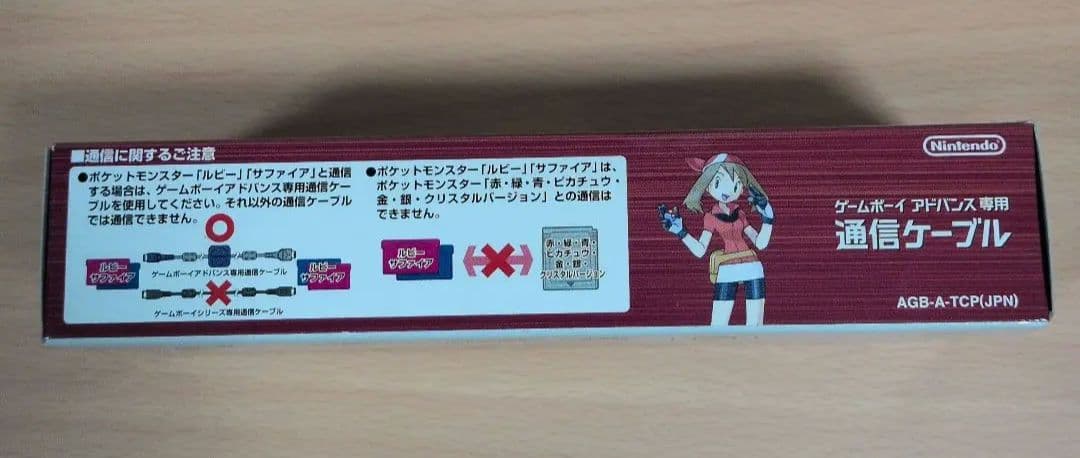 ■通信に関するご注意
●ポケットモンスター「ルビー」「サファイア」と通信
する場合は、ゲームボーイアドバンス専用通信ケー
ブルを使用してください。それ以外の通信ケーブル
では通信できません。
ルビー
サファイア
ゲームボーイアドバンス専用通信ケーブル
ルビー
サファイア
ゲームボーイシリーズ専用通信ケーブル
●ポケットモンスター「ルビー」「サファイア」は、
ポケットモンスター「赤・緑・青・ピカチュウ・
金・銀・クリスタルバージョン」との通信は
できません。
ルビー
サファイア
赤・緑・青・
ピカチュウ・
金・銀・
クリスタルバージョン
Nintendo
ゲームボーイ アドバンス 専用
通信ケーブル
AGB-A-TCP(JPN)